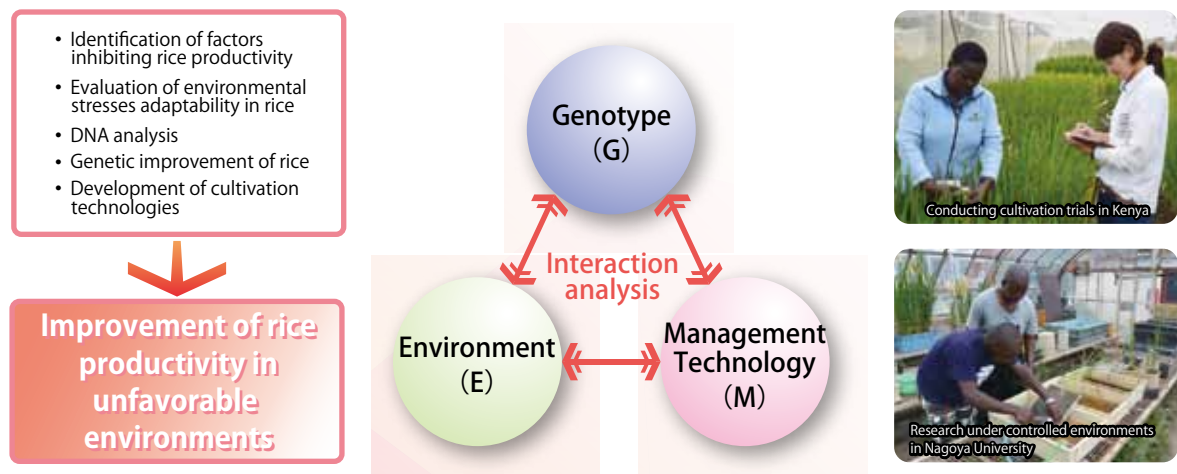 • Identification of factors
inhibiting rice productivity
• Evaluation of environmental
stresses adaptability in rice
• DNA analysis
• Genetic improvement of rice
• Development of cultivation
technologies
Improvement of rice
productivity in
unfavorable
environments
Genotype
(G)
Interaction
analysis
Environment
(E)
Management
Technology
(M)
Conducting cultivation trials in Kenya
Research under controlled environments
in Nagoya University